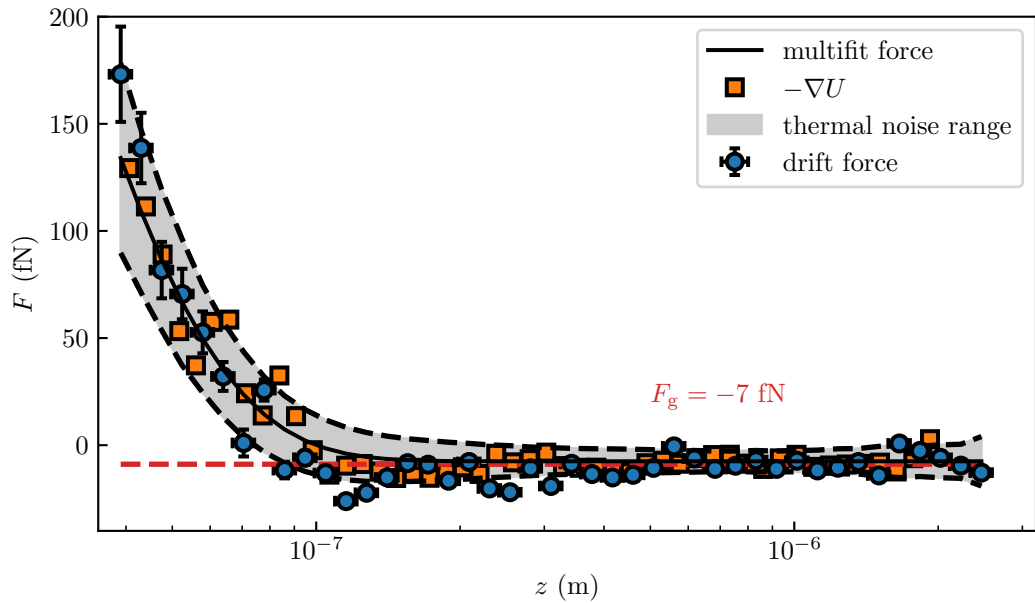 200
150
100
50
0
F (fN)
multifit force
−∇U
thermal noise range
drift force
F_g = −7 fN
10⁻⁷
10⁻⁶
z (m)